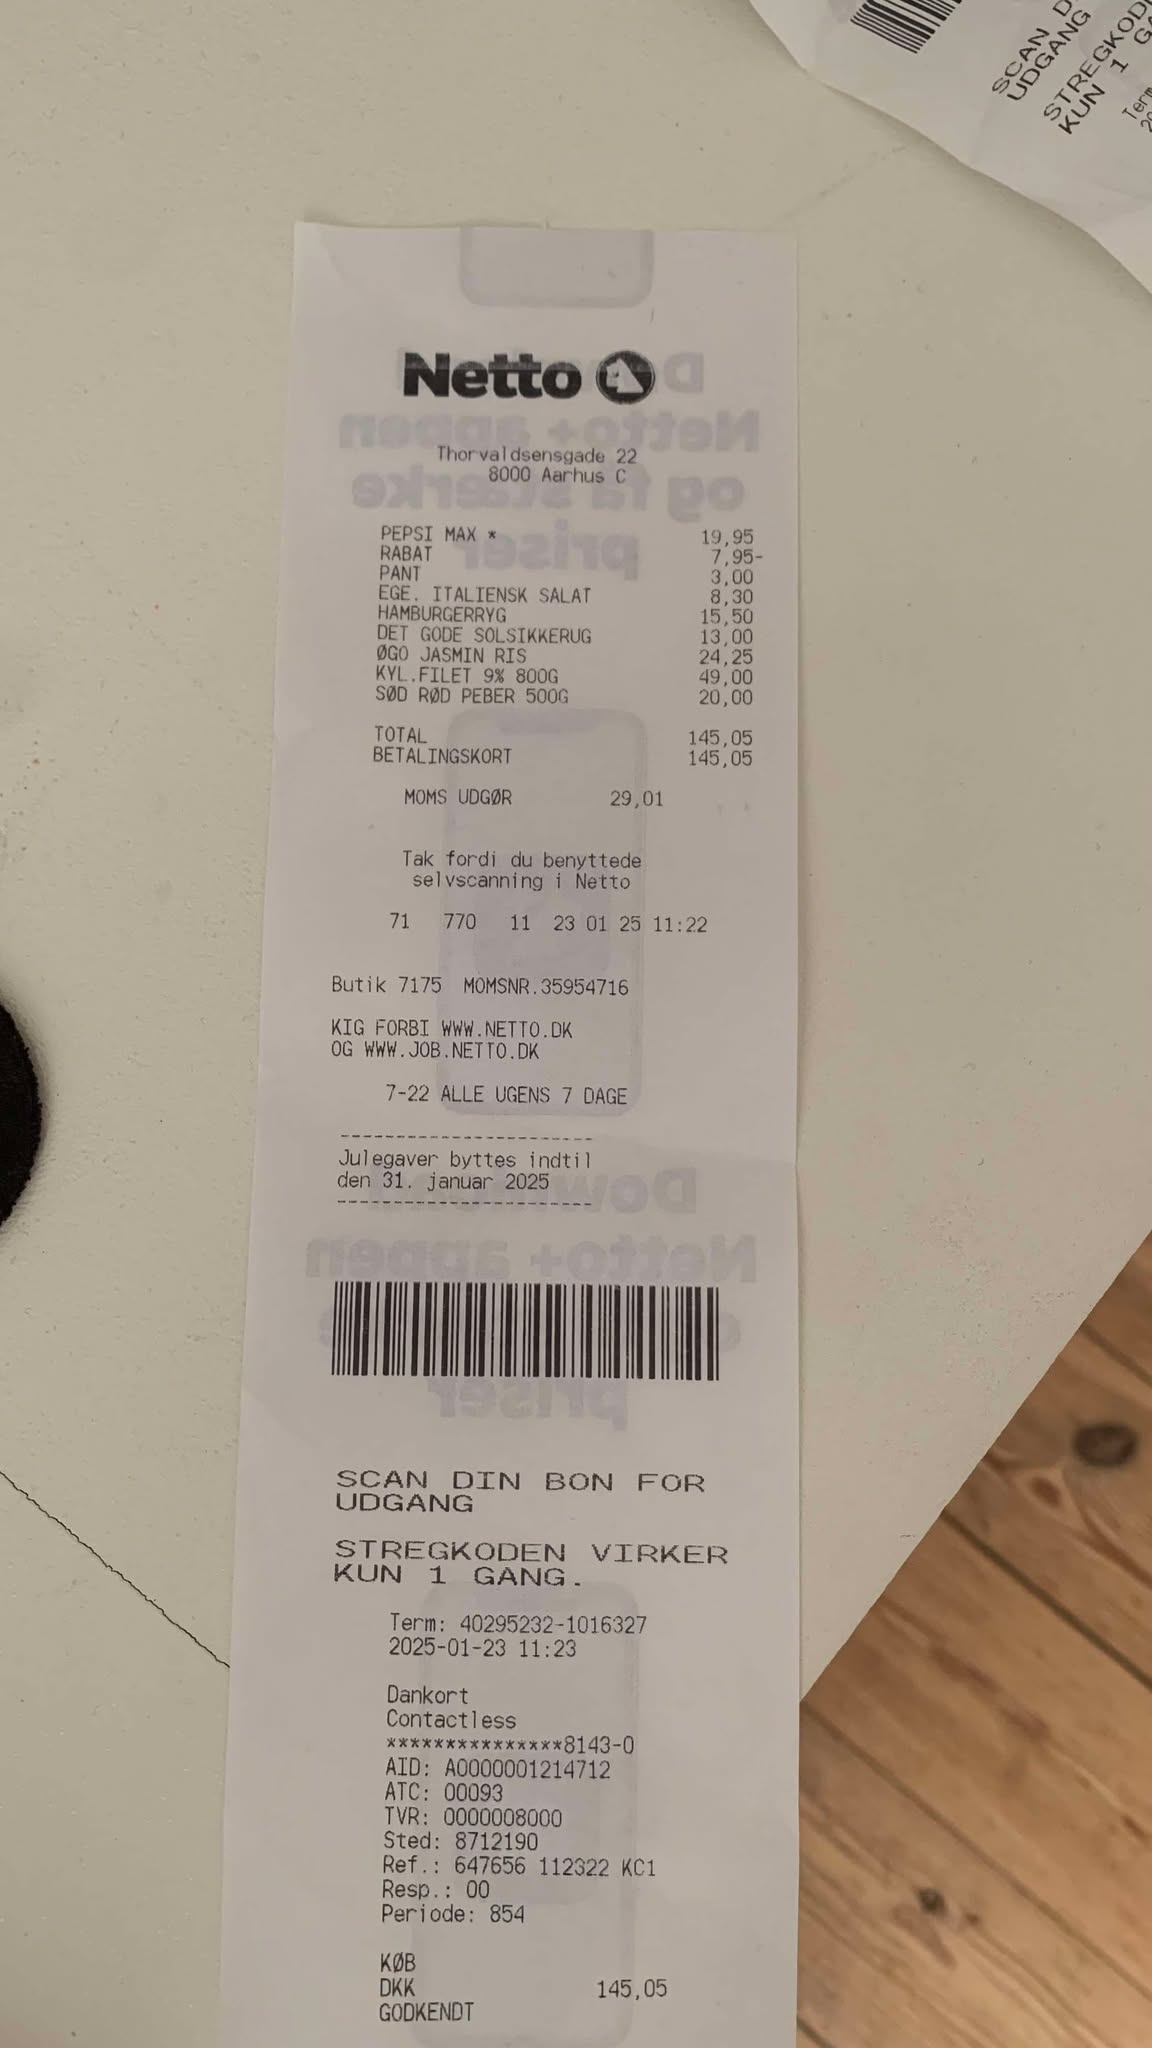 SCAN D
UDGANG
STREGKOD
KUN 1 G
Term
20
Netto
Thorvaldsensgade 22
8000 Aarhus C
PEPSI MAX * 19,95
RABAT 7,95-
PANT 3,00
EGE. ITALIENSK SALAT 8,30
HAMBURGERRYG 15,50
DET GODE SOLSIKKERUG 13,00
ØGO JASMIN RIS 24,25
KYL.FILET 9% 800G 49,00
SØD RØD PEBER 500G 20,00
TOTAL 145,05
BETALINGSKORT 145,05
MOMS UDGØR 29,01
Tak fordi du benyttede
selvscanning i Netto
71 770 11 23 01 25 11:22
Butik 7175 MOMSNR.35954716
KIG FORBI WWW.NETTO.DK
OG WWW.JOB.NETTO.DK
7-22 ALLE UGENS 7 DAGE
------------------------
Julegaver byttes indtil
den 31. januar 2025
------------------------
SCAN DIN BON FOR
UDGANG
STREGKODEN VIRKER
KUN 1 GANG.
Term: 40295232-1016327
2025-01-23 11:23
Dankort
Contactless
***************8143-0
AID: A0000001214712
ATC: 00093
TVR: 0000008000
Sted: 8712190
Ref.: 647656 112322 KC1
Resp.: 00
Periode: 854
KØB
DKK 145,05
GODKENDT